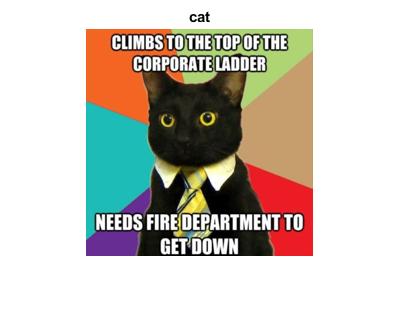 cat
CLIMBS TO THE TOP OF THE
CORPORATE LADDER
NEEDS FIRE DEPARTMENT TO
GET DOWN